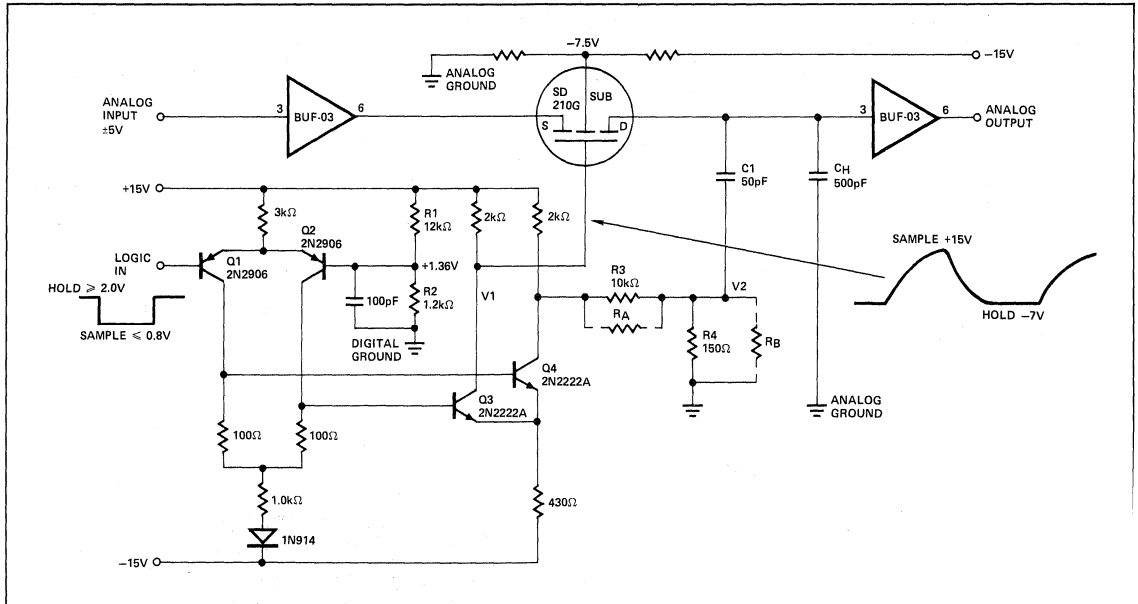 -7.5V
-15V
ANALOG
GROUND
SD
210G
SUB
S
D
ANALOG
INPUT
±5V
3
BUF-03
6
3
BUF-03
6
ANALOG
OUTPUT
C1
50pF
CH
500pF
+15V
3kΩ
R1
12kΩ
2kΩ
2kΩ
Q2
2N2906
LOGIC
IN
Q1
2N2906
+1.36V
HOLD ≥ 2.0V
SAMPLE ≤ 0.8V
100pF
R2
1.2kΩ
DIGITAL
GROUND
V1
R3
10kΩ
RA
V2
R4
150Ω
RB
SAMPLE +15V
HOLD -7V
Q4
2N2222A
Q3
2N2222A
ANALOG
GROUND
100Ω
100Ω
1.0kΩ
430Ω
1N914
-15V